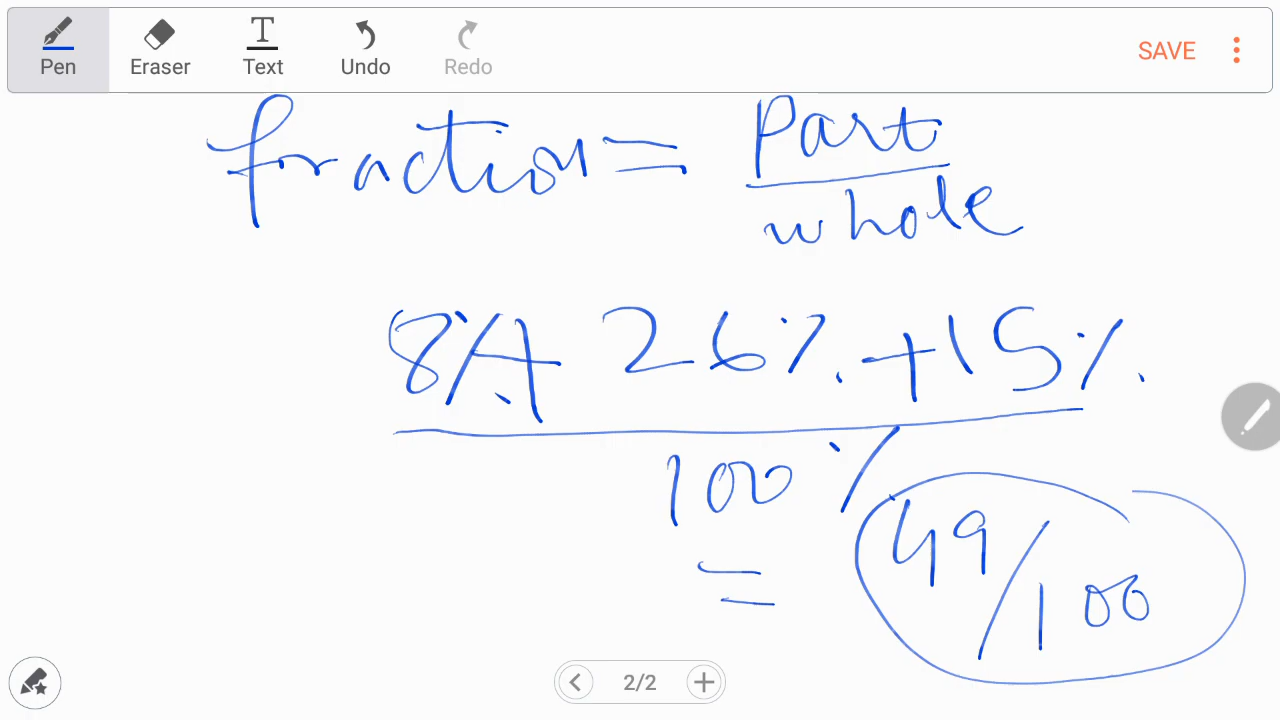 Pen Eraser Text Undo Redo SAVE
fraction = Part
whole
8% + 26% + 15%
100%
= 49/100
2/2